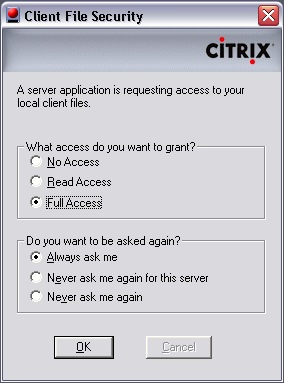 Client File Security
CİTRIX
A server application is requesting access to your
local client files.
What access do you want to grant?
No Access
Read Access
Full Access
Do you want to be asked again?
Always ask me
Never ask me again for this server
Never ask me again
OK
Cancel